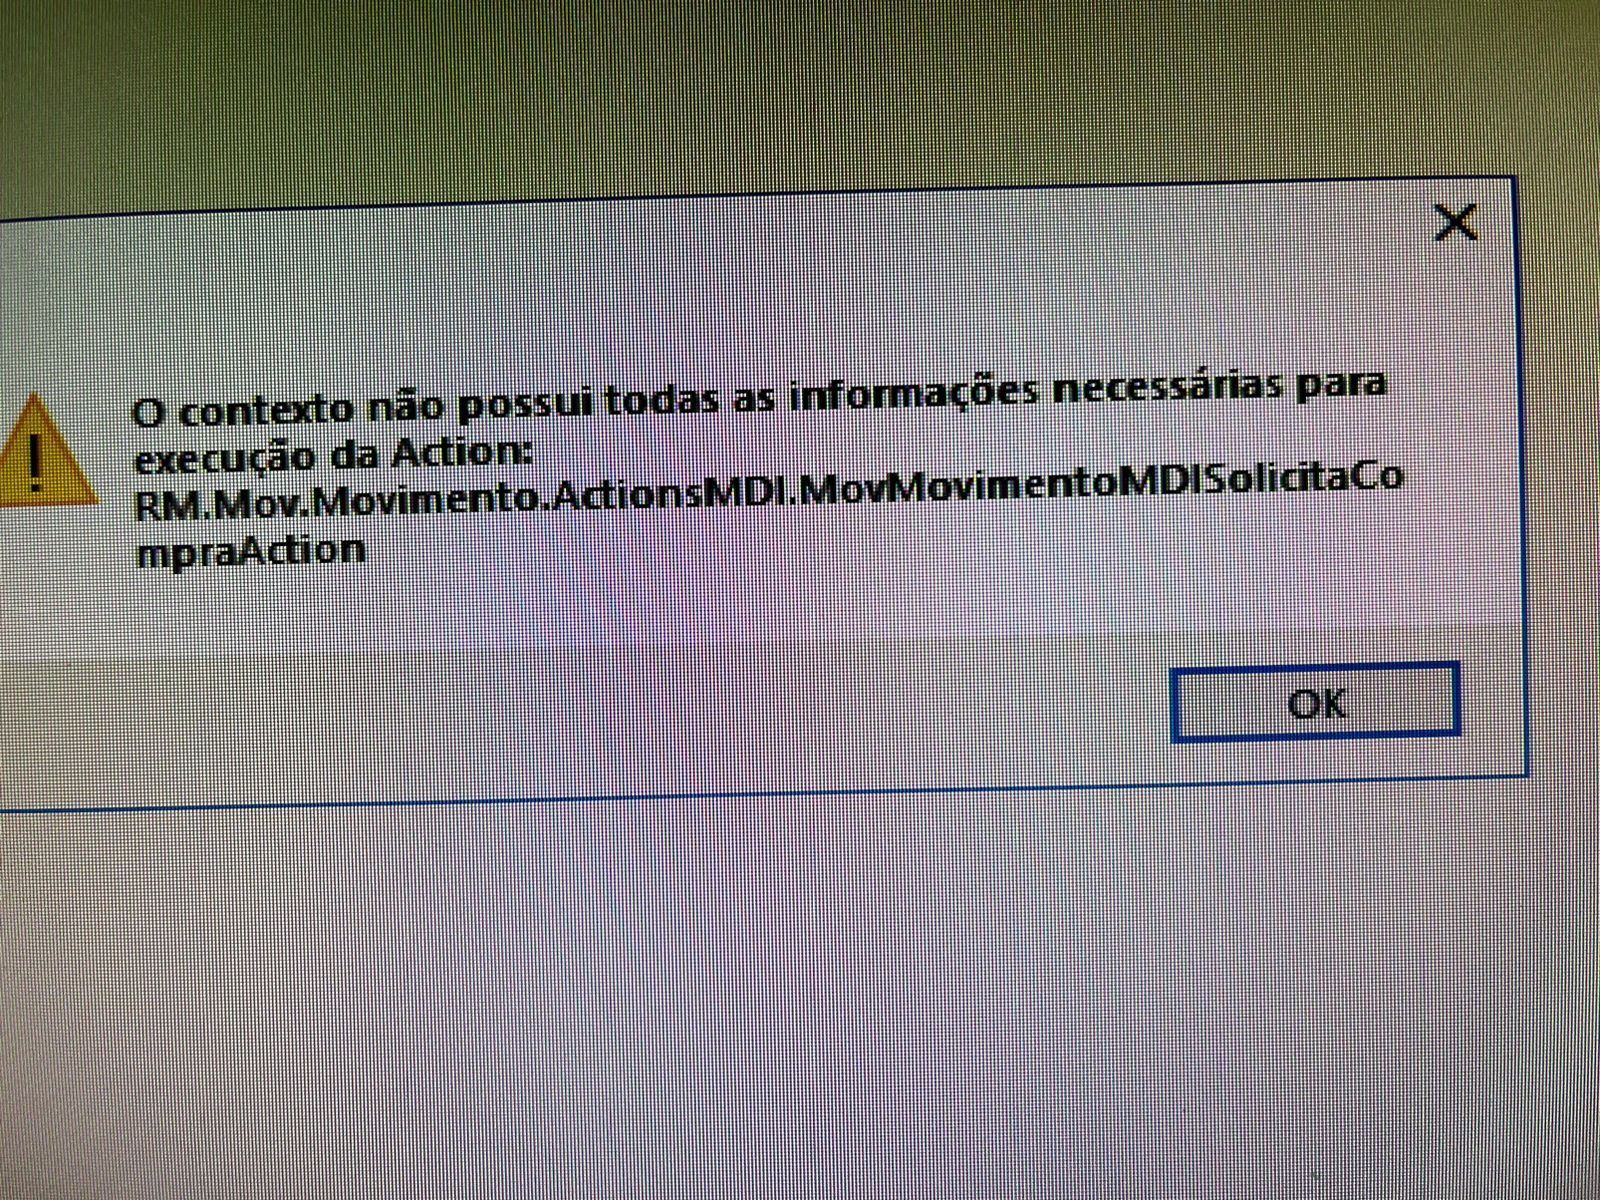 O contexto não possui todas as informações necessárias para
execução da Action:
RM.Mov.Movimento.ActionsMDI.MovMovimentoMDISolicitaCo
mpraAction
OK